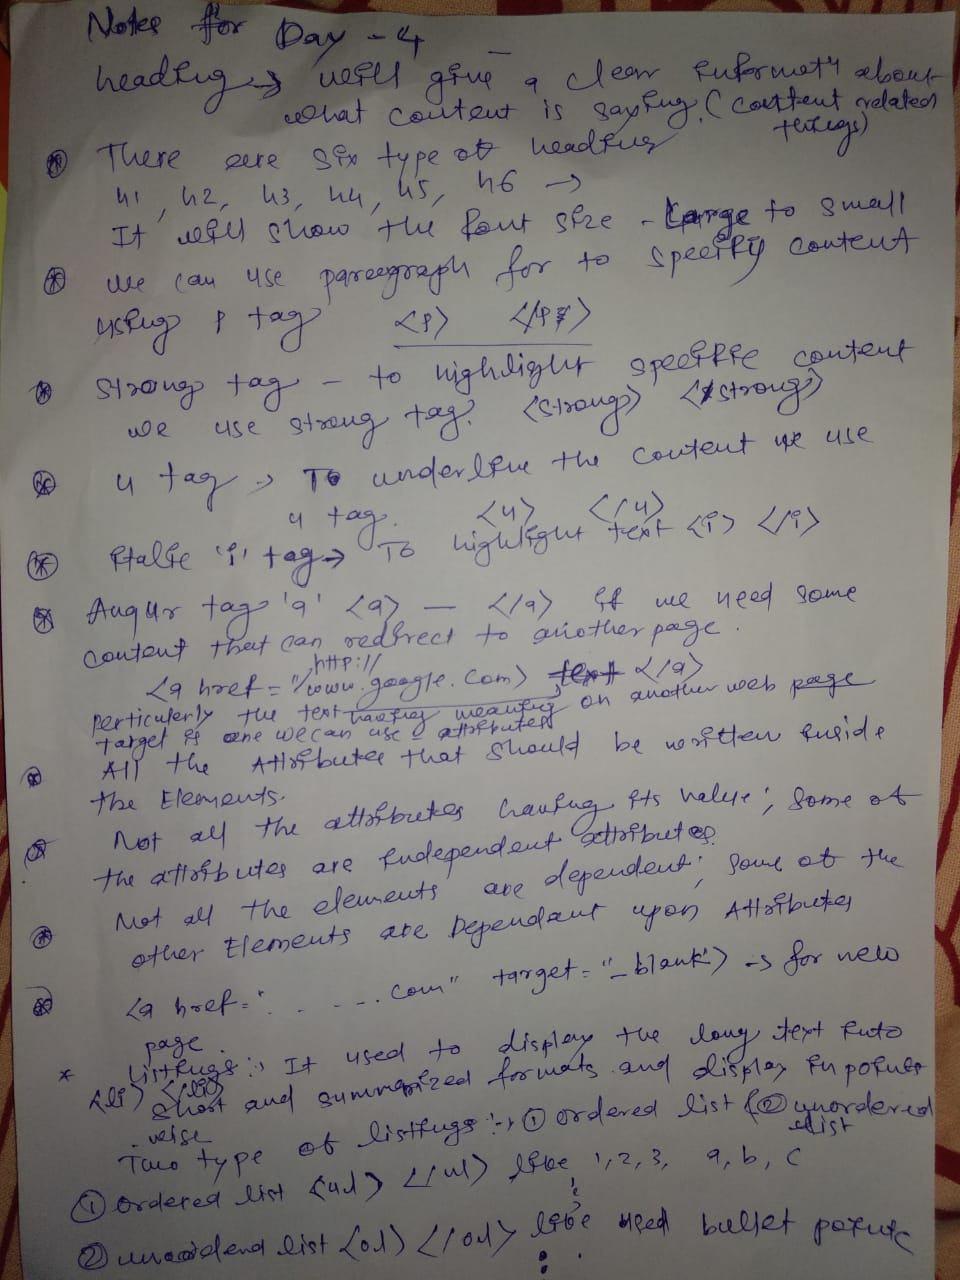 Notes for Day - 4
heading → will give a clear informatn about
what content is saying. (content related
things)
There are six type of heading
h1, h2, h3, h4, h5, h6 →
It will show the font size - Large to small
we can use paregraph for to specify content
using p tag <p> </p>
strong tag - to highlight specific content
we use strong tag. <strong> </strong>
u tag → To underline the content we use
u tag. <u> </u>
italic 'i' tag → To highlight text <i> </i>
Anqur tag 'a' <a> — </a> if we need some
content that can redirect to another page.
http://
<a href="www.google.com> text </a>
perticulerly the text having meaning on another web page
target is one we can use attributes
All the Attributes that should be written inside
the Elements.
Not all the attributes having its value; some of
the attributes are independent attributes.
Not all the elements are dependent; some of the
other Elements are Dependant upon Attributes
<a href=". . - - .. com" target="_blank"> → for new
page.
Listings :→ It used to display the long text into
<li> </li> short and summarized formats and display in points
wise
Two type of listings :→ ① ordered list ② unordered
list
① ordered list <ul> </ul> like 1, 2, 3, a, b, c
② unordered list <ol> </ol> like used bullet points